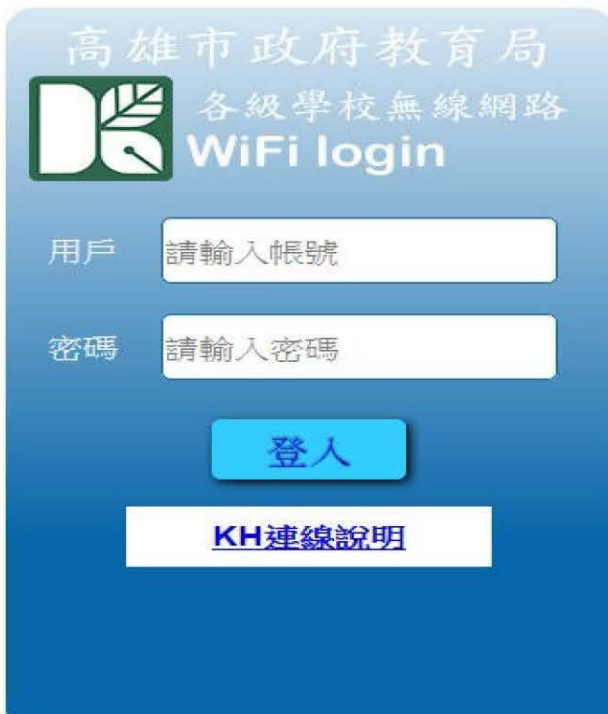 高雄市政府教育局
各級學校無線網路
WiFi login
用戶 請輸入帳號
密碼 請輸入密碼
登入
KH連線說明